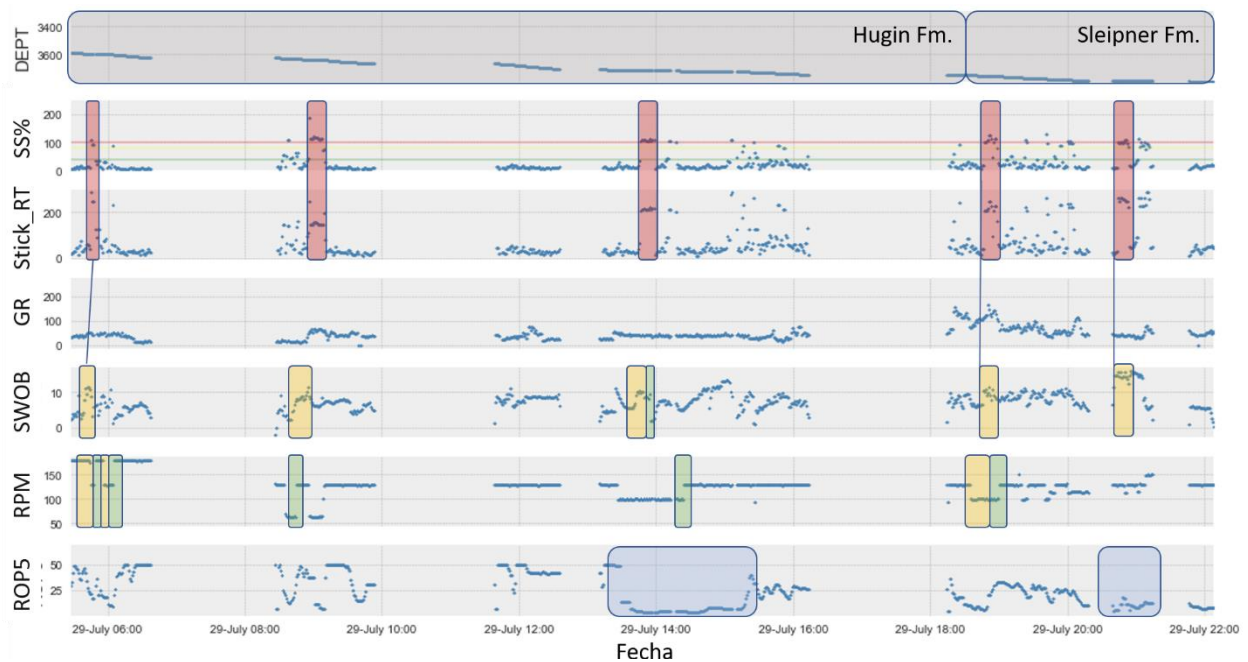 Hugin Fm.
Sleipner Fm.
DEPT
3400
3600
SS%
200
100
0
Stick_RT
200
0
GR
200
100
0
SWOB
10
0
RPM
150
100
50
ROP5
50
25
29-July 06:00 29-July 08:00 29-July 10:00 29-July 12:00 29-July 14:00 29-July 16:00 29-July 18:00 29-July 20:00 29-July 22:00
Fecha